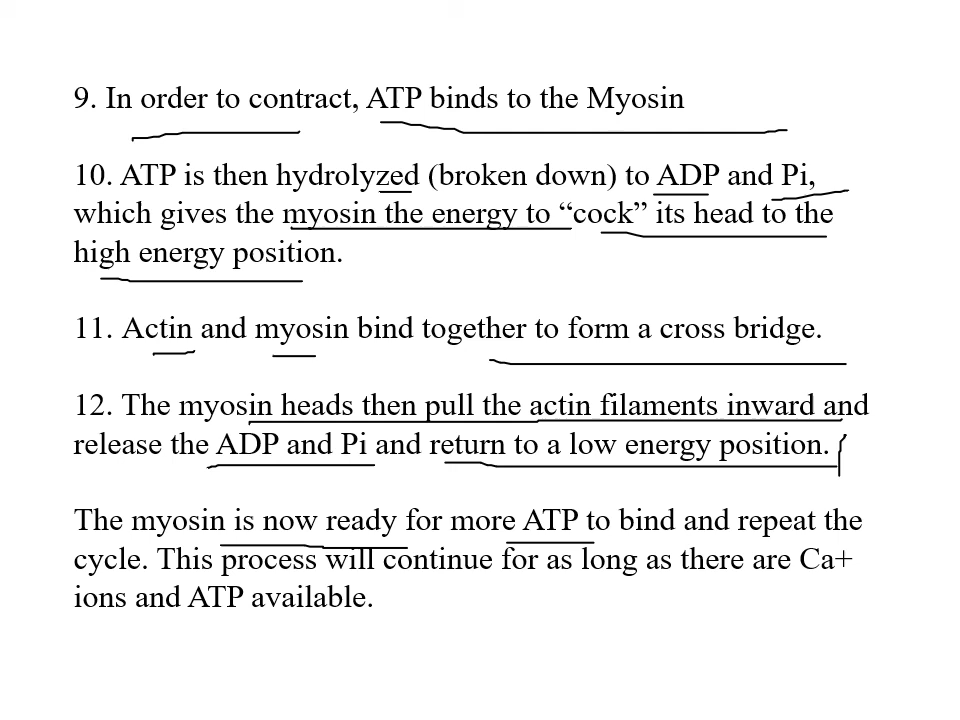 9. In order to contract, ATP binds to the Myosin
10. ATP is then hydrolyzed (broken down) to ADP and Pi,
which gives the myosin the energy to “cock” its head to the
high energy position.
11. Actin and myosin bind together to form a cross bridge.
12. The myosin heads then pull the actin filaments inward and
release the ADP and Pi and return to a low energy position.
The myosin is now ready for more ATP to bind and repeat the
cycle. This process will continue for as long as there are Ca+
ions and ATP available.